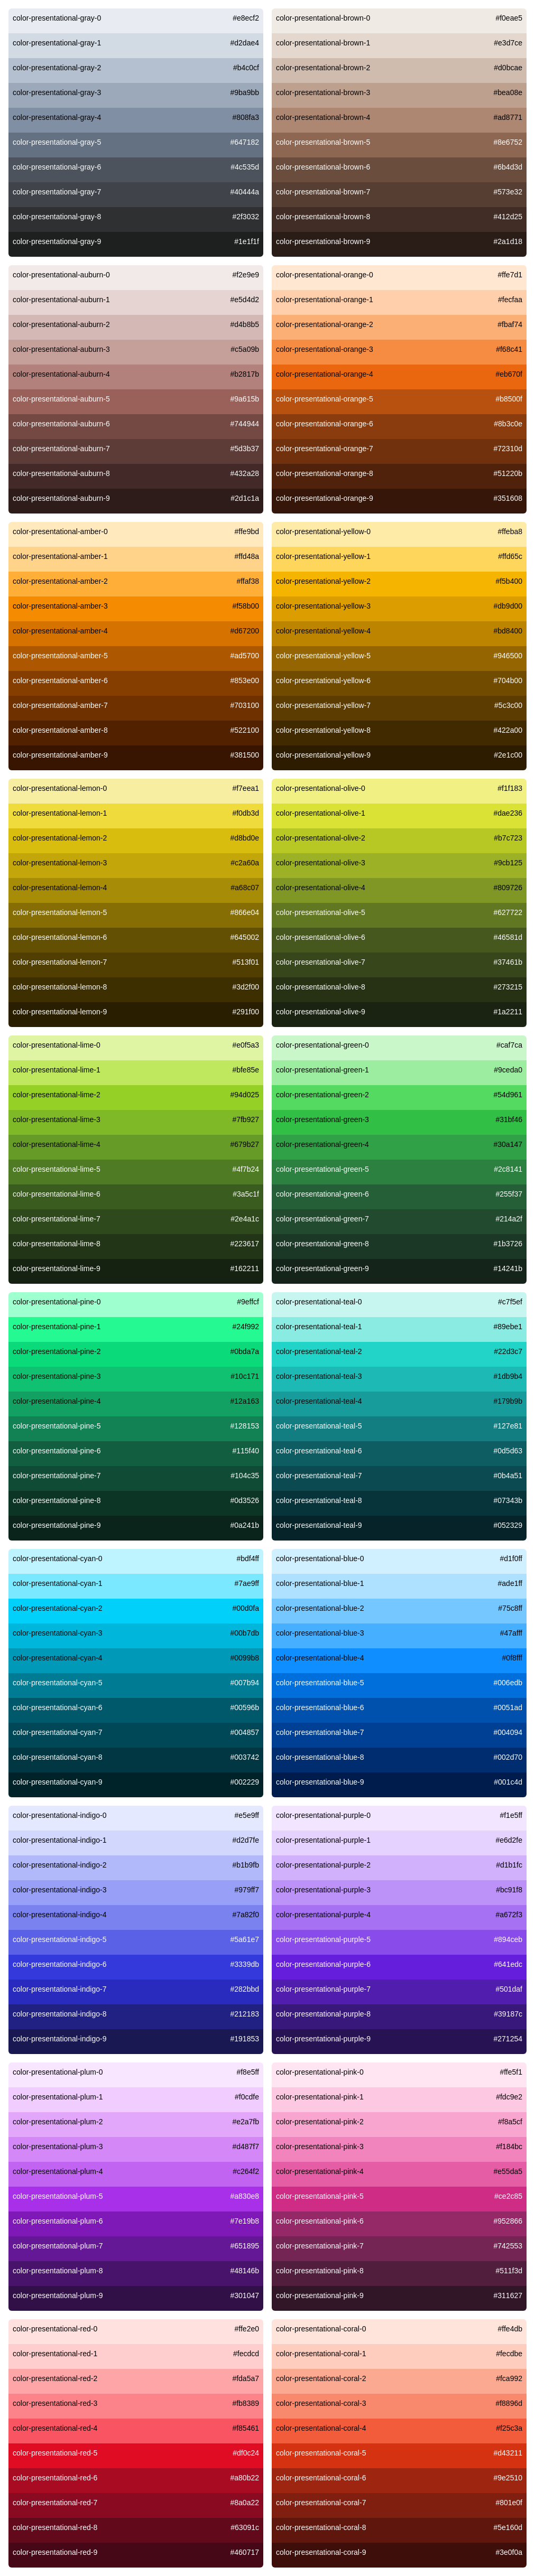 color-presentational-gray-0 #e8ecf2
color-presentational-gray-1 #d2dae4
color-presentational-gray-2 #b4c0cf
color-presentational-gray-3 #9ba9bb
color-presentational-gray-4 #808fa3
color-presentational-gray-5 #647182
color-presentational-gray-6 #4c535d
color-presentational-gray-7 #40444a
color-presentational-gray-8 #2f3032
color-presentational-gray-9 #1e1f1f
color-presentational-brown-0 #f0eae5
color-presentational-brown-1 #e3d7ce
color-presentational-brown-2 #d0bcae
color-presentational-brown-3 #bea08e
color-presentational-brown-4 #ad8771
color-presentational-brown-5 #8e6752
color-presentational-brown-6 #6b4d3d
color-presentational-brown-7 #573e32
color-presentational-brown-8 #412d25
color-presentational-brown-9 #2a1d18
color-presentational-auburn-0 #f2e9e9
color-presentational-auburn-1 #e5d4d2
color-presentational-auburn-2 #d4b8b5
color-presentational-auburn-3 #c5a09b
color-presentational-auburn-4 #b2817b
color-presentational-auburn-5 #9a615b
color-presentational-auburn-6 #744944
color-presentational-auburn-7 #5d3b37
color-presentational-auburn-8 #432a28
color-presentational-auburn-9 #2d1c1a
color-presentational-orange-0 #ffe7d1
color-presentational-orange-1 #fecfaa
color-presentational-orange-2 #fbaf74
color-presentational-orange-3 #f68c41
color-presentational-orange-4 #eb670f
color-presentational-orange-5 #b8500f
color-presentational-orange-6 #8b3c0e
color-presentational-orange-7 #72310d
color-presentational-orange-8 #51220b
color-presentational-orange-9 #351608
color-presentational-amber-0 #ffe9bd
color-presentational-amber-1 #ffd48a
color-presentational-amber-2 #ffaf38
color-presentational-amber-3 #f58b00
color-presentational-amber-4 #d67200
color-presentational-amber-5 #ad5700
color-presentational-amber-6 #853e00
color-presentational-amber-7 #703100
color-presentational-amber-8 #522100
color-presentational-amber-9 #381500
color-presentational-yellow-0 #ffeba8
color-presentational-yellow-1 #ffd65c
color-presentational-yellow-2 #f5b400
color-presentational-yellow-3 #db9d00
color-presentational-yellow-4 #bd8400
color-presentational-yellow-5 #946500
color-presentational-yellow-6 #704b00
color-presentational-yellow-7 #5c3c00
color-presentational-yellow-8 #422a00
color-presentational-yellow-9 #2e1c00
color-presentational-lemon-0 #f7eea1
color-presentational-lemon-1 #f0db3d
color-presentational-lemon-2 #d8bd0e
color-presentational-lemon-3 #c2a60a
color-presentational-lemon-4 #a68c07
color-presentational-lemon-5 #866e04
color-presentational-lemon-6 #645002
color-presentational-lemon-7 #513f01
color-presentational-lemon-8 #3d2f00
color-presentational-lemon-9 #291f00
color-presentational-olive-0 #f1f183
color-presentational-olive-1 #dae236
color-presentational-olive-2 #b7c723
color-presentational-olive-3 #9cb125
color-presentational-olive-4 #809726
color-presentational-olive-5 #627722
color-presentational-olive-6 #46581d
color-presentational-olive-7 #37461b
color-presentational-olive-8 #273215
color-presentational-olive-9 #1a2211
color-presentational-lime-0 #e0f5a3
color-presentational-lime-1 #bfe85e
color-presentational-lime-2 #94d025
color-presentational-lime-3 #7fb927
color-presentational-lime-4 #679b27
color-presentational-lime-5 #4f7b24
color-presentational-lime-6 #3a5c1f
color-presentational-lime-7 #2e4a1c
color-presentational-lime-8 #223617
color-presentational-lime-9 #162211
color-presentational-green-0 #caf7ca
color-presentational-green-1 #9ceda0
color-presentational-green-2 #54d961
color-presentational-green-3 #31bf46
color-presentational-green-4 #30a147
color-presentational-green-5 #2c8141
color-presentational-green-6 #255f37
color-presentational-green-7 #214a2f
color-presentational-green-8 #1b3726
color-presentational-green-9 #14241b
color-presentational-pine-0 #9effcf
color-presentational-pine-1 #24f992
color-presentational-pine-2 #0bda7a
color-presentational-pine-3 #10c171
color-presentational-pine-4 #12a163
color-presentational-pine-5 #128153
color-presentational-pine-6 #115f40
color-presentational-pine-7 #104c35
color-presentational-pine-8 #0d3526
color-presentational-pine-9 #0a241b
color-presentational-teal-0 #c7f5ef
color-presentational-teal-1 #89ebe1
color-presentational-teal-2 #22d3c7
color-presentational-teal-3 #1db9b4
color-presentational-teal-4 #179b9b
color-presentational-teal-5 #127e81
color-presentational-teal-6 #0d5d63
color-presentational-teal-7 #0b4a51
color-presentational-teal-8 #07343b
color-presentational-teal-9 #052329
color-presentational-cyan-0 #bdf4ff
color-presentational-cyan-1 #7ae9ff
color-presentational-cyan-2 #00d0fa
color-presentational-cyan-3 #00b7db
color-presentational-cyan-4 #0099b8
color-presentational-cyan-5 #007b94
color-presentational-cyan-6 #00596b
color-presentational-cyan-7 #004857
color-presentational-cyan-8 #003742
color-presentational-cyan-9 #002229
color-presentational-blue-0 #d1f0ff
color-presentational-blue-1 #ade1ff
color-presentational-blue-2 #75c8ff
color-presentational-blue-3 #47afff
color-presentational-blue-4 #0f8fff
color-presentational-blue-5 #006edb
color-presentational-blue-6 #0051ad
color-presentational-blue-7 #004094
color-presentational-blue-8 #002d70
color-presentational-blue-9 #001c4d
color-presentational-indigo-0 #e5e9ff
color-presentational-indigo-1 #d2d7fe
color-presentational-indigo-2 #b1b9fb
color-presentational-indigo-3 #979ff7
color-presentational-indigo-4 #7a82f0
color-presentational-indigo-5 #5a61e7
color-presentational-indigo-6 #3339db
color-presentational-indigo-7 #282bbd
color-presentational-indigo-8 #212183
color-presentational-indigo-9 #191853
color-presentational-purple-0 #f1e5ff
color-presentational-purple-1 #e6d2fe
color-presentational-purple-2 #d1b1fc
color-presentational-purple-3 #bc91f8
color-presentational-purple-4 #a672f3
color-presentational-purple-5 #894ceb
color-presentational-purple-6 #641edc
color-presentational-purple-7 #501daf
color-presentational-purple-8 #39187c
color-presentational-purple-9 #271254
color-presentational-plum-0 #f8e5ff
color-presentational-plum-1 #f0cdfe
color-presentational-plum-2 #e2a7fb
color-presentational-plum-3 #d487f7
color-presentational-plum-4 #c264f2
color-presentational-plum-5 #a830e8
color-presentational-plum-6 #7e19b8
color-presentational-plum-7 #651895
color-presentational-plum-8 #48146b
color-presentational-plum-9 #301047
color-presentational-pink-0 #ffe5f1
color-presentational-pink-1 #fdc9e2
color-presentational-pink-2 #f8a5cf
color-presentational-pink-3 #f184bc
color-presentational-pink-4 #e55da5
color-presentational-pink-5 #ce2c85
color-presentational-pink-6 #952866
color-presentational-pink-7 #742553
color-presentational-pink-8 #511f3d
color-presentational-pink-9 #311627
color-presentational-red-0 #ffe2e0
color-presentational-red-1 #fecdcd
color-presentational-red-2 #fda5a7
color-presentational-red-3 #fb8389
color-presentational-red-4 #f85461
color-presentational-red-5 #df0c24
color-presentational-red-6 #a80b22
color-presentational-red-7 #8a0a22
color-presentational-red-8 #63091c
color-presentational-red-9 #460717
color-presentational-coral-0 #ffe4db
color-presentational-coral-1 #fecdbe
color-presentational-coral-2 #fca992
color-presentational-coral-3 #f8896d
color-presentational-coral-4 #f25c3a
color-presentational-coral-5 #d43211
color-presentational-coral-6 #9e2510
color-presentational-coral-7 #801e0f
color-presentational-coral-8 #5e160d
color-presentational-coral-9 #3e0f0a